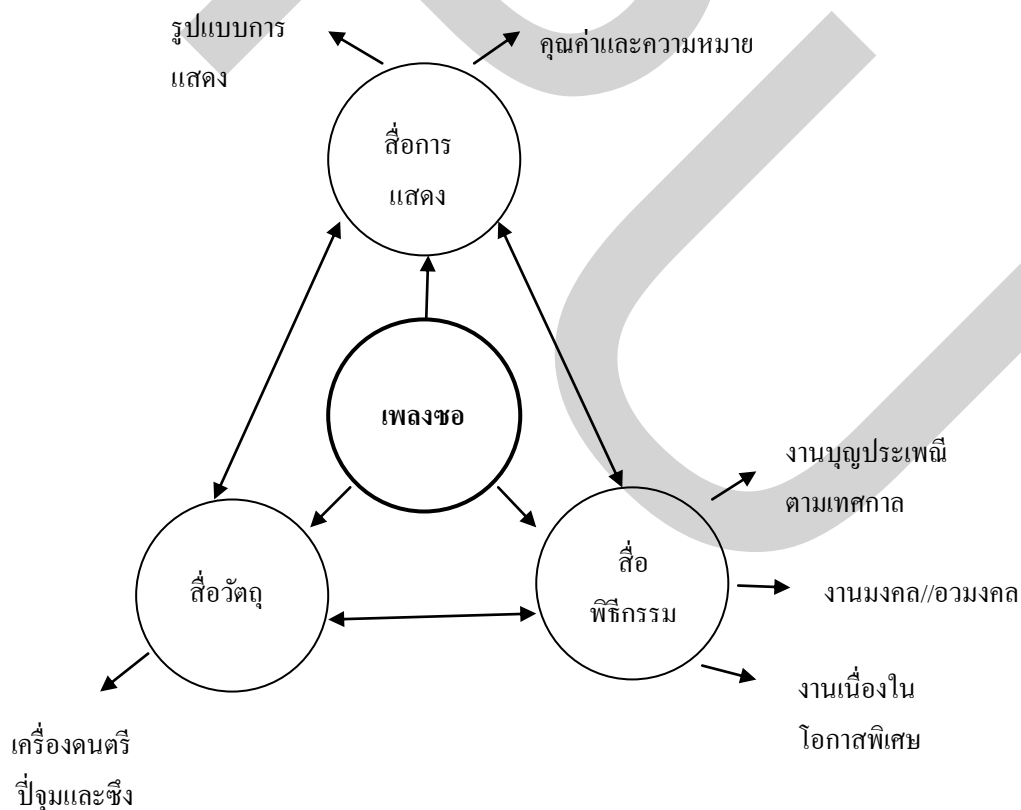 รูปแบบการ
แสดง
คุณค่าและความหมาย
สื่อการ
แสดง
เพลงซอ
งานบุญประเพณี
ตามเทศกาล
สื่อ
พิธีกรรม
สื่อวัตถุ
งานมงคล//อวมงคล
งานเนื่องใน
โอกาสพิเศษ
เครื่องดนตรี
ปี่จุมและซึง